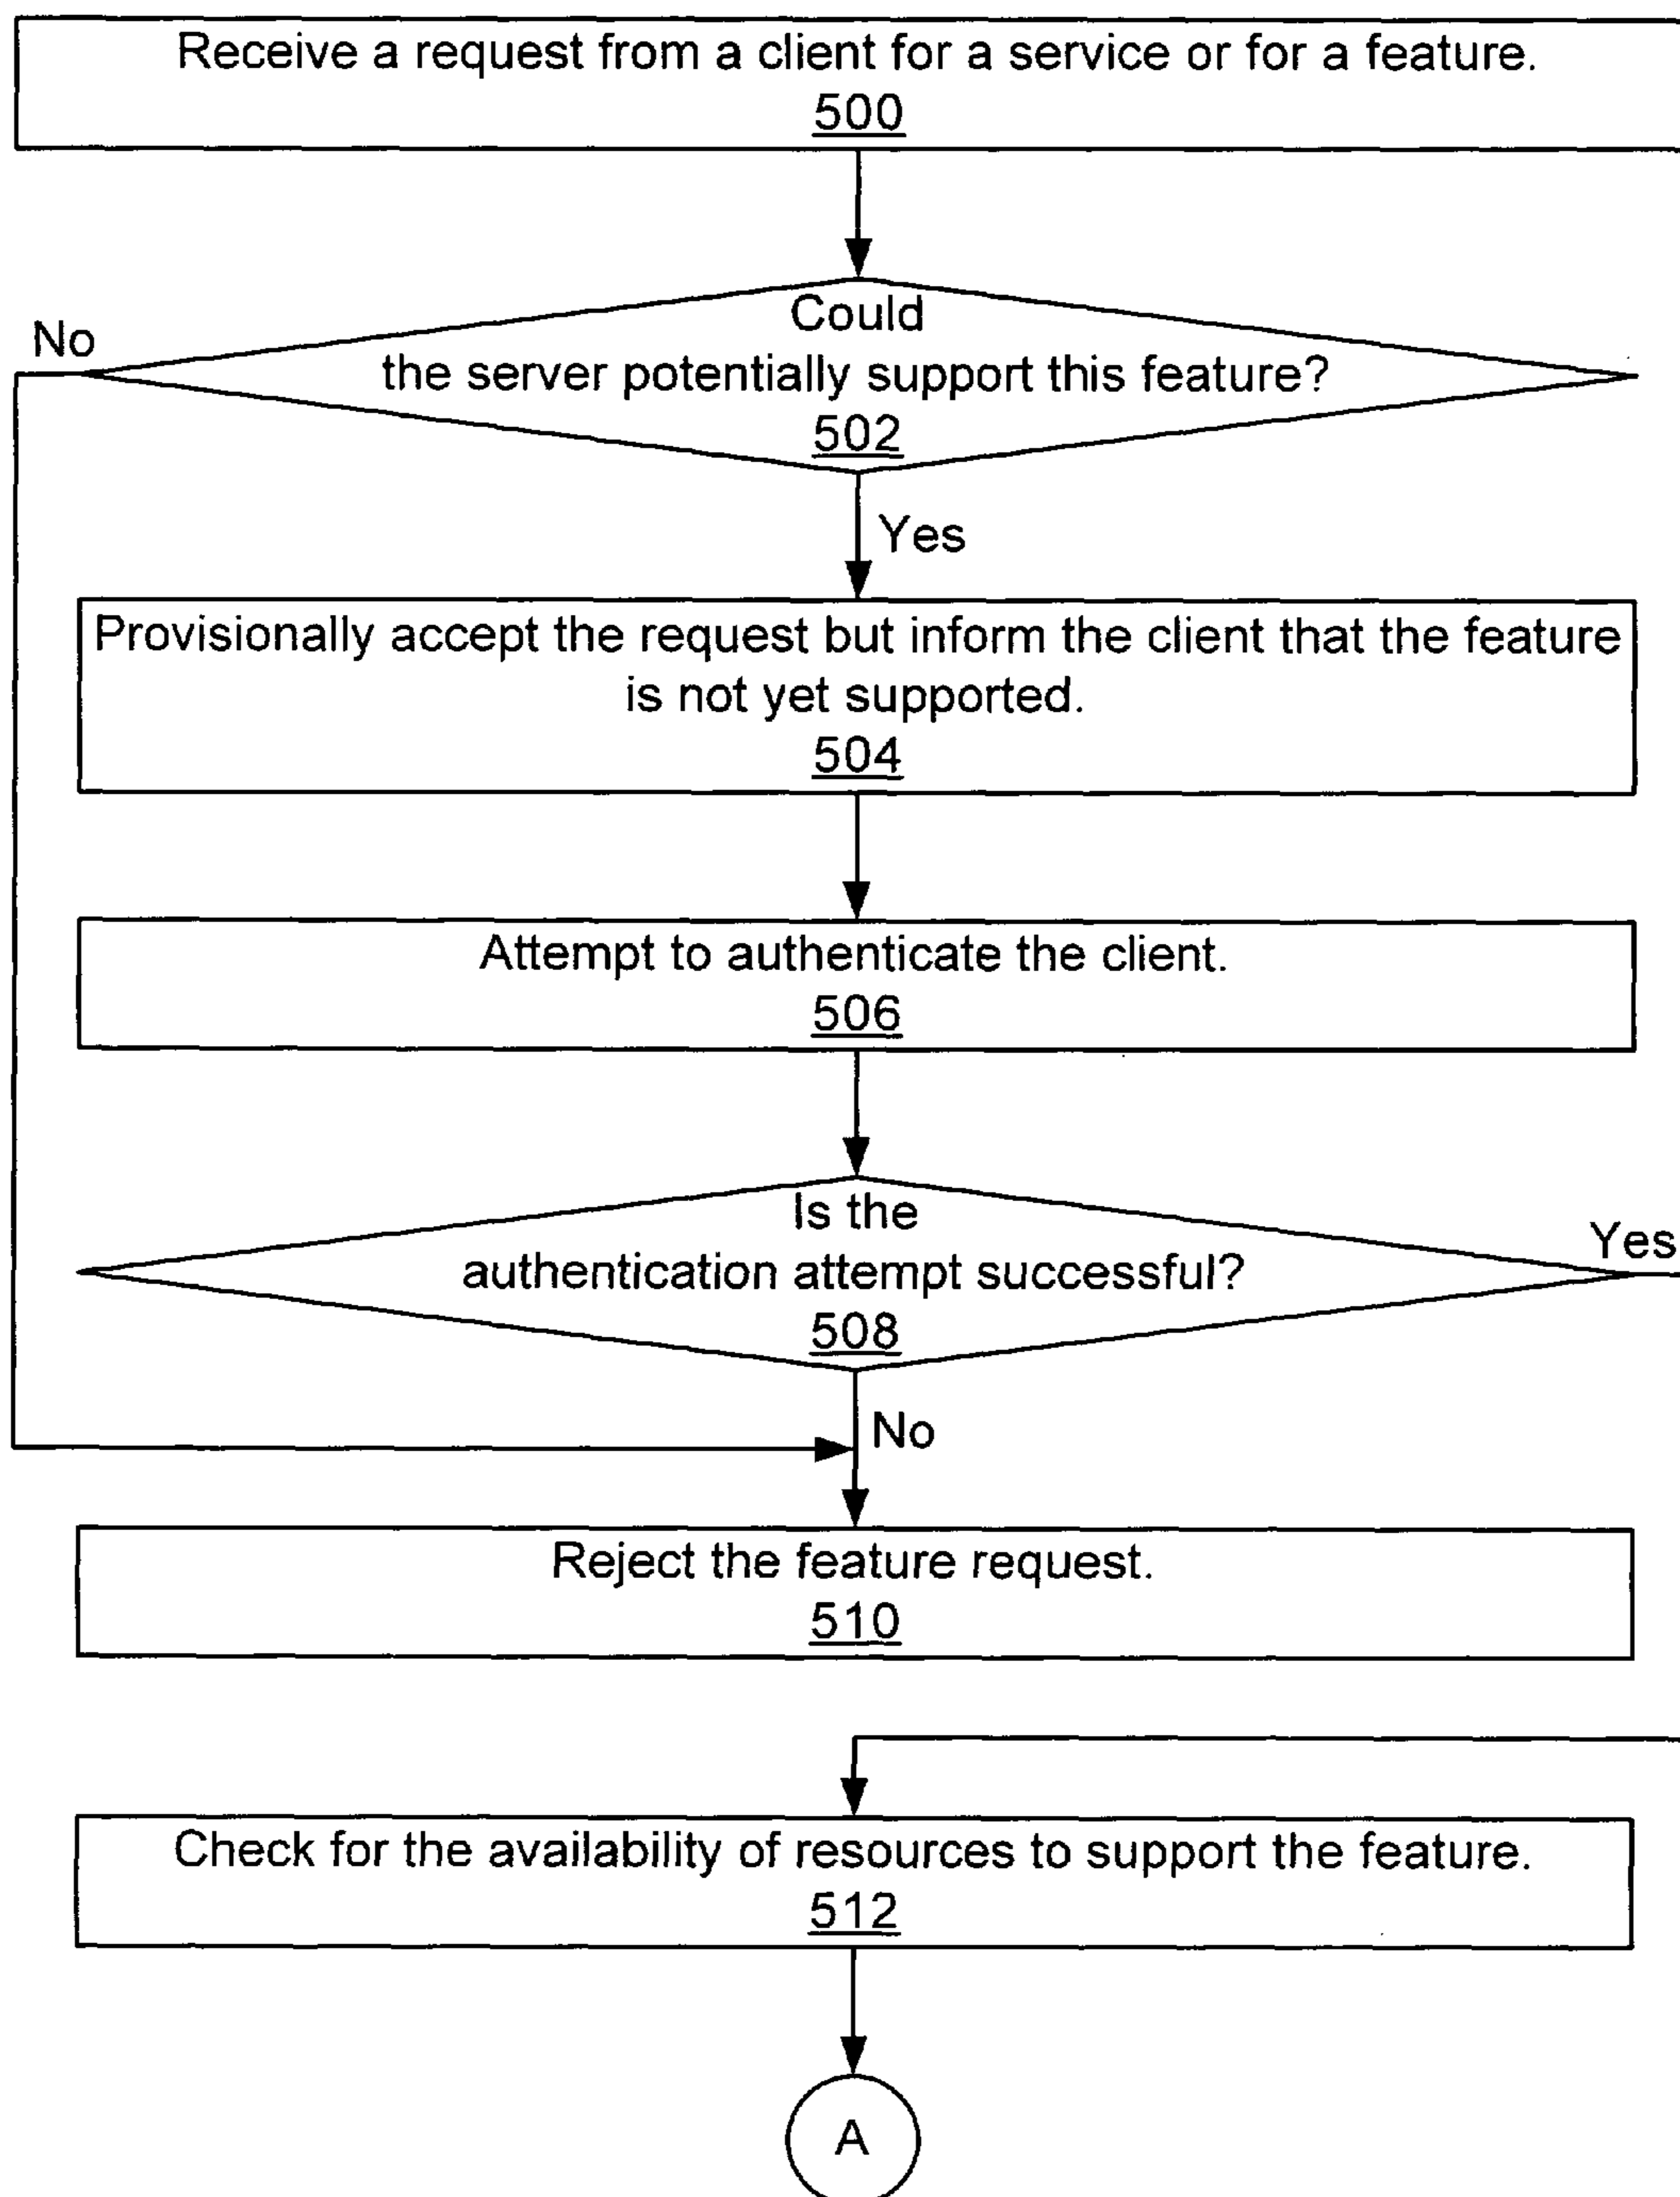 Receive a request from a client for a service or for a feature.
500
Could
No
the server potentially support this feature?
502
Yes
Provisionally accept the request but inform the client that the feature
is not yet supported.
504
Attempt to authenticate the client.
506
Is the
Yes
authentication attempt successful?
508
No
Reject the feature request.
510
Check for the availability of resources to support the feature.
512
A